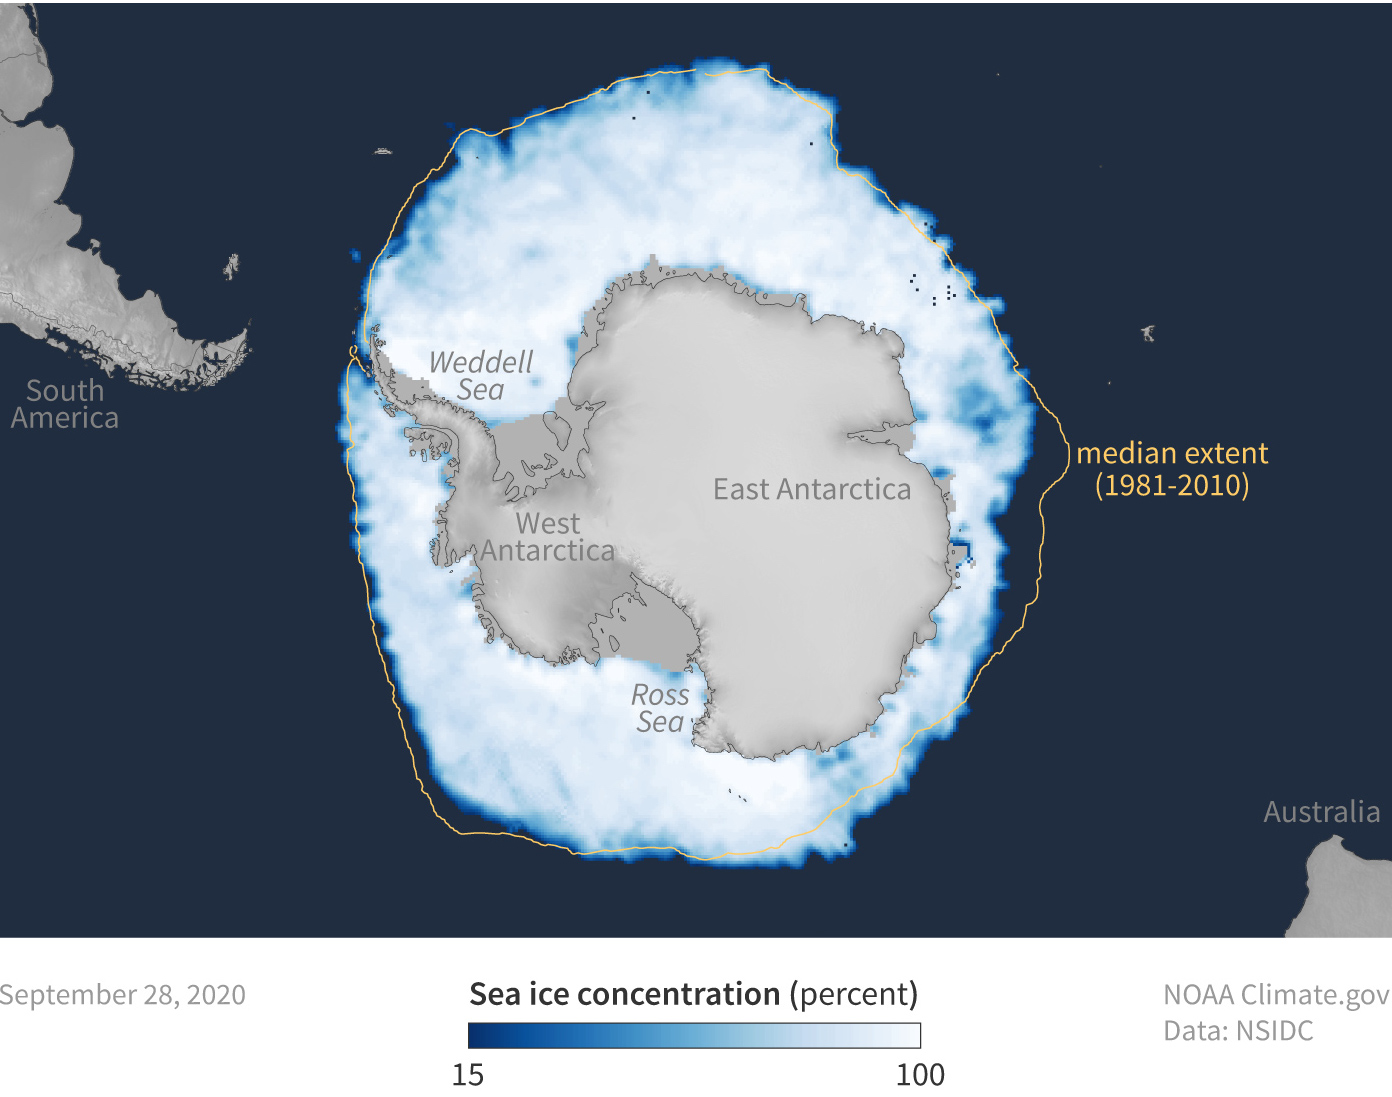 Weddell
Sea
South
America
median extent
(1981-2010)
East Antarctica
West
Antarctica
Ross
Sea
Australia
September 28, 2020
Sea ice concentration (percent)
15
100
NOAA Climate.gov
Data: NSIDC